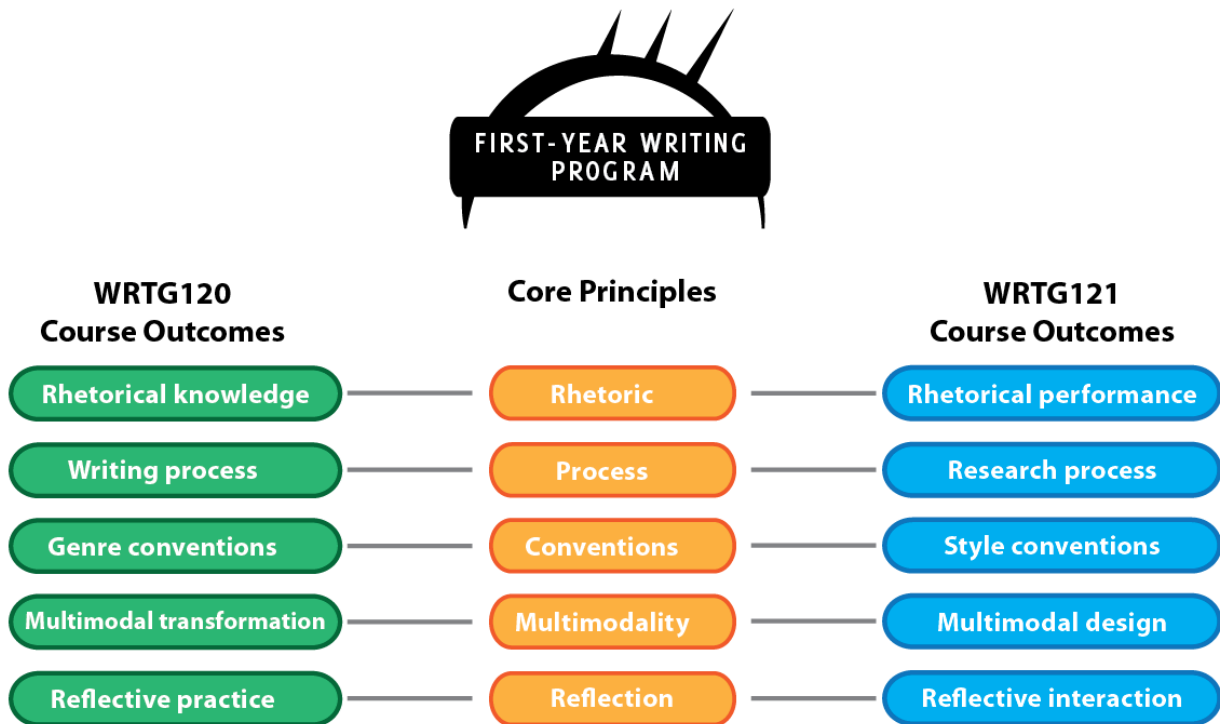 FIRST-YEAR WRITING
PROGRAM
WRTG120
Course Outcomes
Core Principles
WRTG121
Course Outcomes
Rhetorical knowledge
Rhetoric
Rhetorical performance
Writing process
Process
Research process
Genre conventions
Conventions
Style conventions
Multimodal transformation
Multimodality
Multimodal design
Reflective practice
Reflection
Reflective interaction